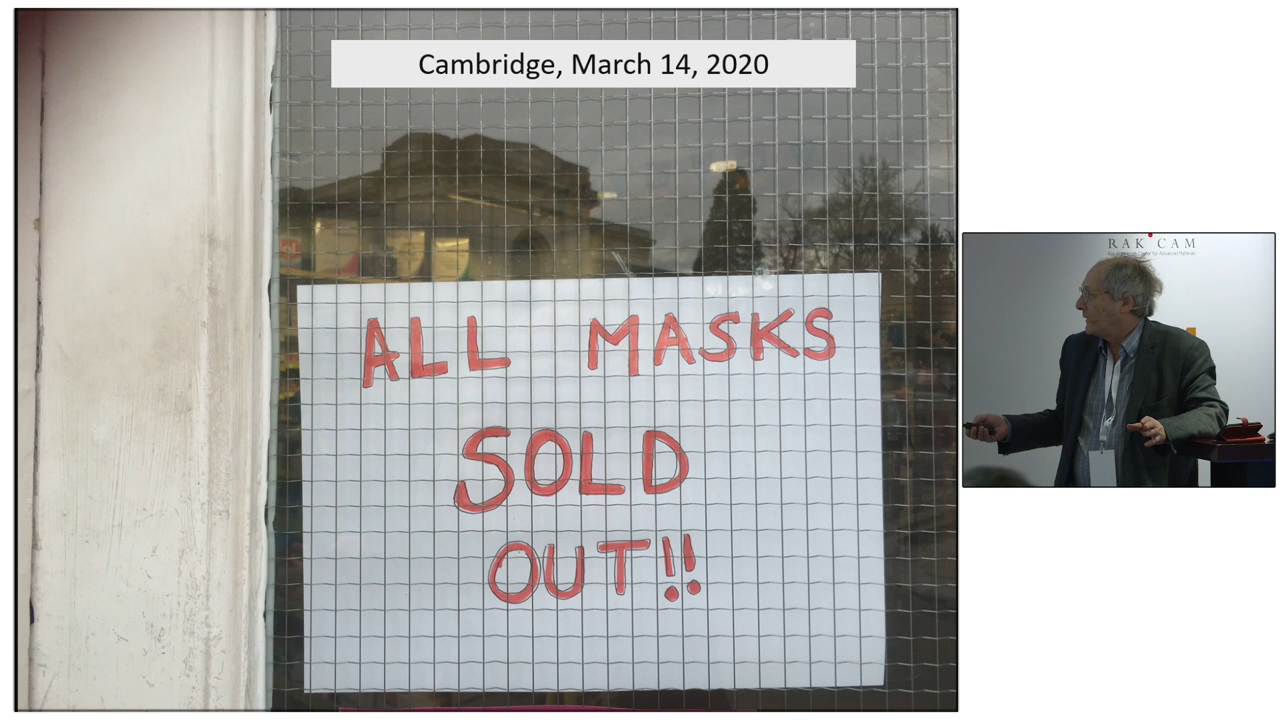 Cambridge, March 14, 2020
ALL MASKS
SOLD
OUT!!
RAK CAM